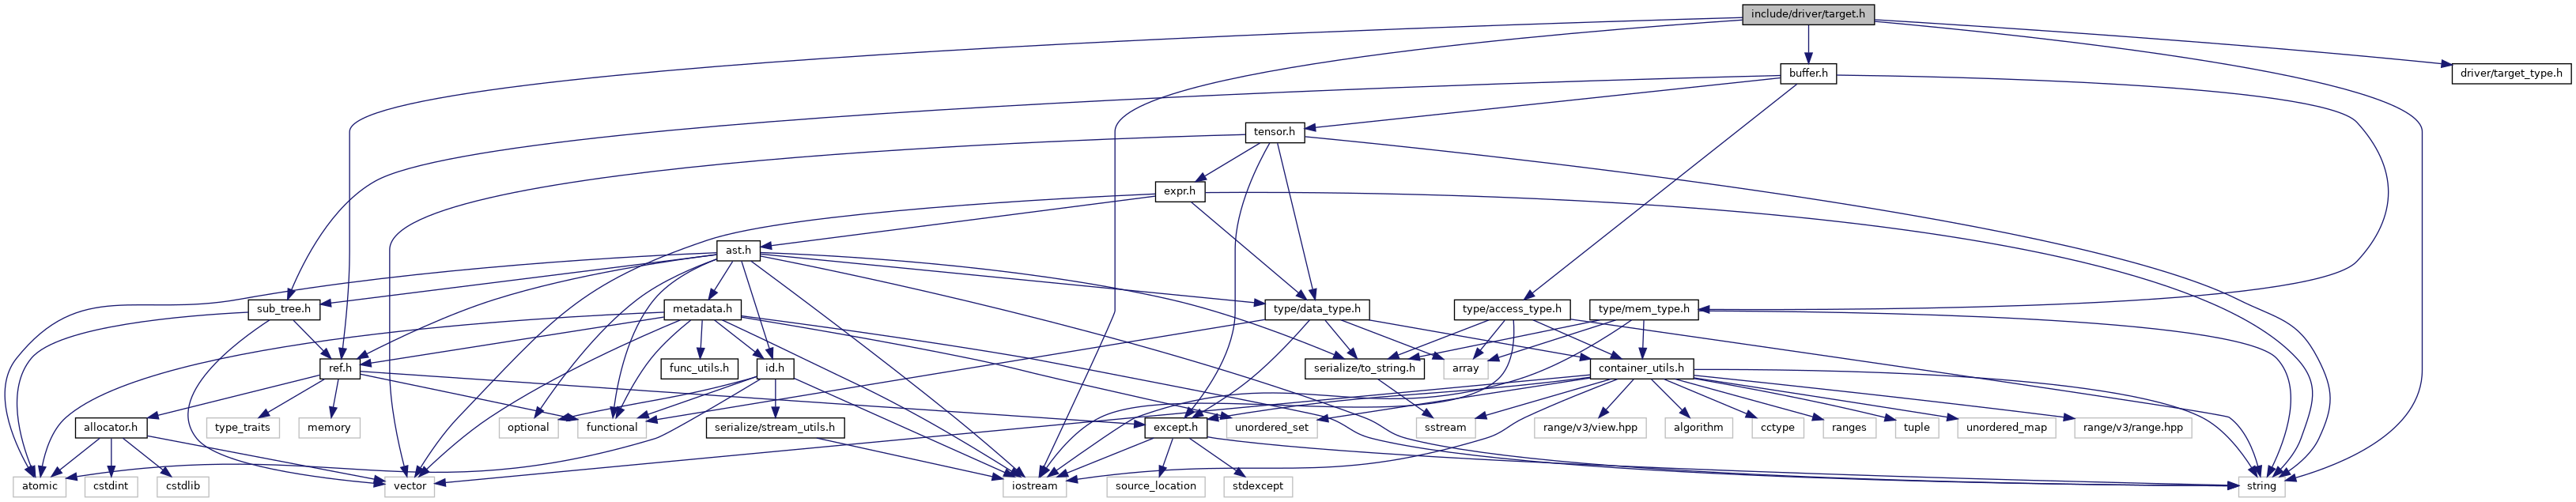 include/driver/target.h
buffer.h
driver/target_type.h
tensor.h
expr.h
ast.h
sub_tree.h
metadata.h
type/data_type.h
type/access_type.h
type/mem_type.h
ref.h
func_utils.h
id.h
serialize/to_string.h
array
container_utils.h
allocator.h
type_traits
memory
optional
functional
serialize/stream_utils.h
except.h
unordered_set
sstream
range/v3/view.hpp
algorithm
cctype
ranges
tuple
unordered_map
range/v3/range.hpp
atomic
cstdint
cstdlib
vector
iostream
source_location
stdexcept
string